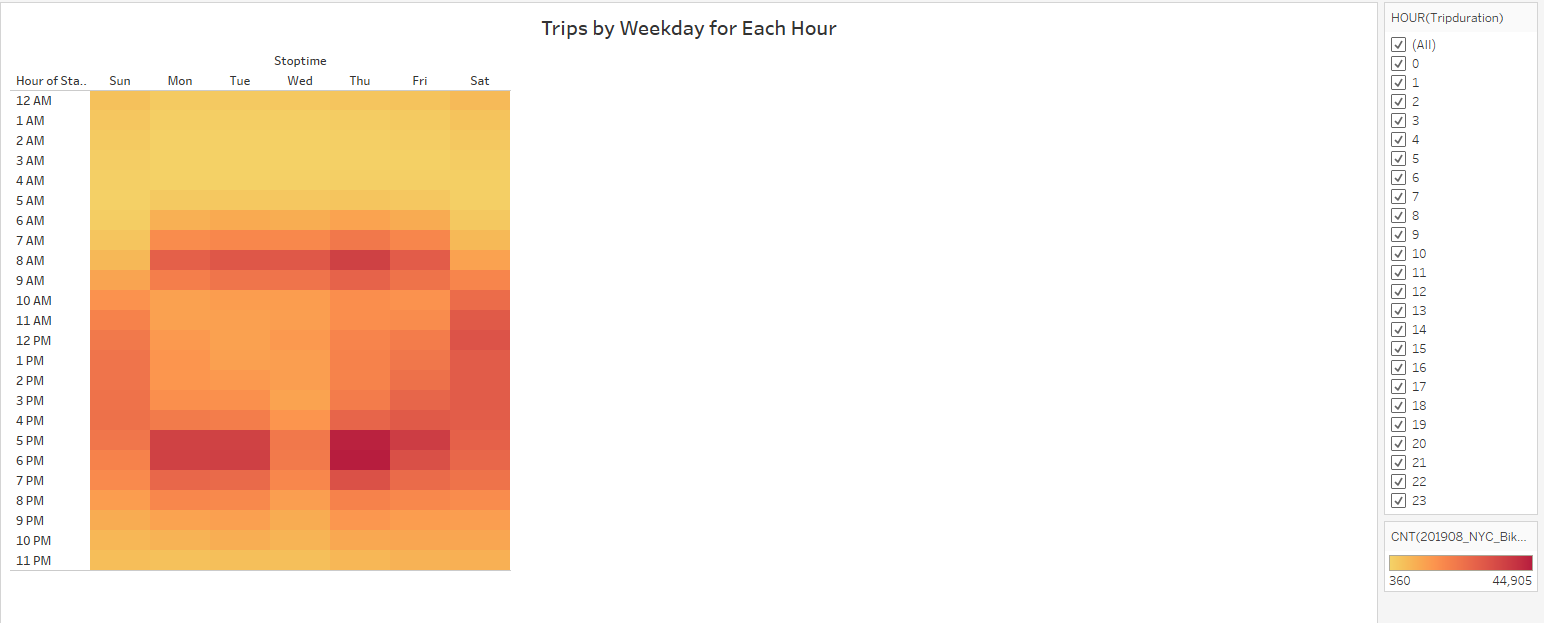 Trips by Weekday for Each Hour
Stoptime
Hour of Sta.. Sun Mon Tue Wed Thu Fri Sat
12 AM
1 AM
2 AM
3 AM
4 AM
5 AM
6 AM
7 AM
8 AM
9 AM
10 AM
11 AM
12 PM
1 PM
2 PM
3 PM
4 PM
5 PM
6 PM
7 PM
8 PM
9 PM
10 PM
11 PM
HOUR(Tripduration)
(All)
0
1
2
3
4
5
6
7
8
9
10
11
12
13
14
15
16
17
18
19
20
21
22
23
CNT(201908_NYC_Bik...
360 44,905